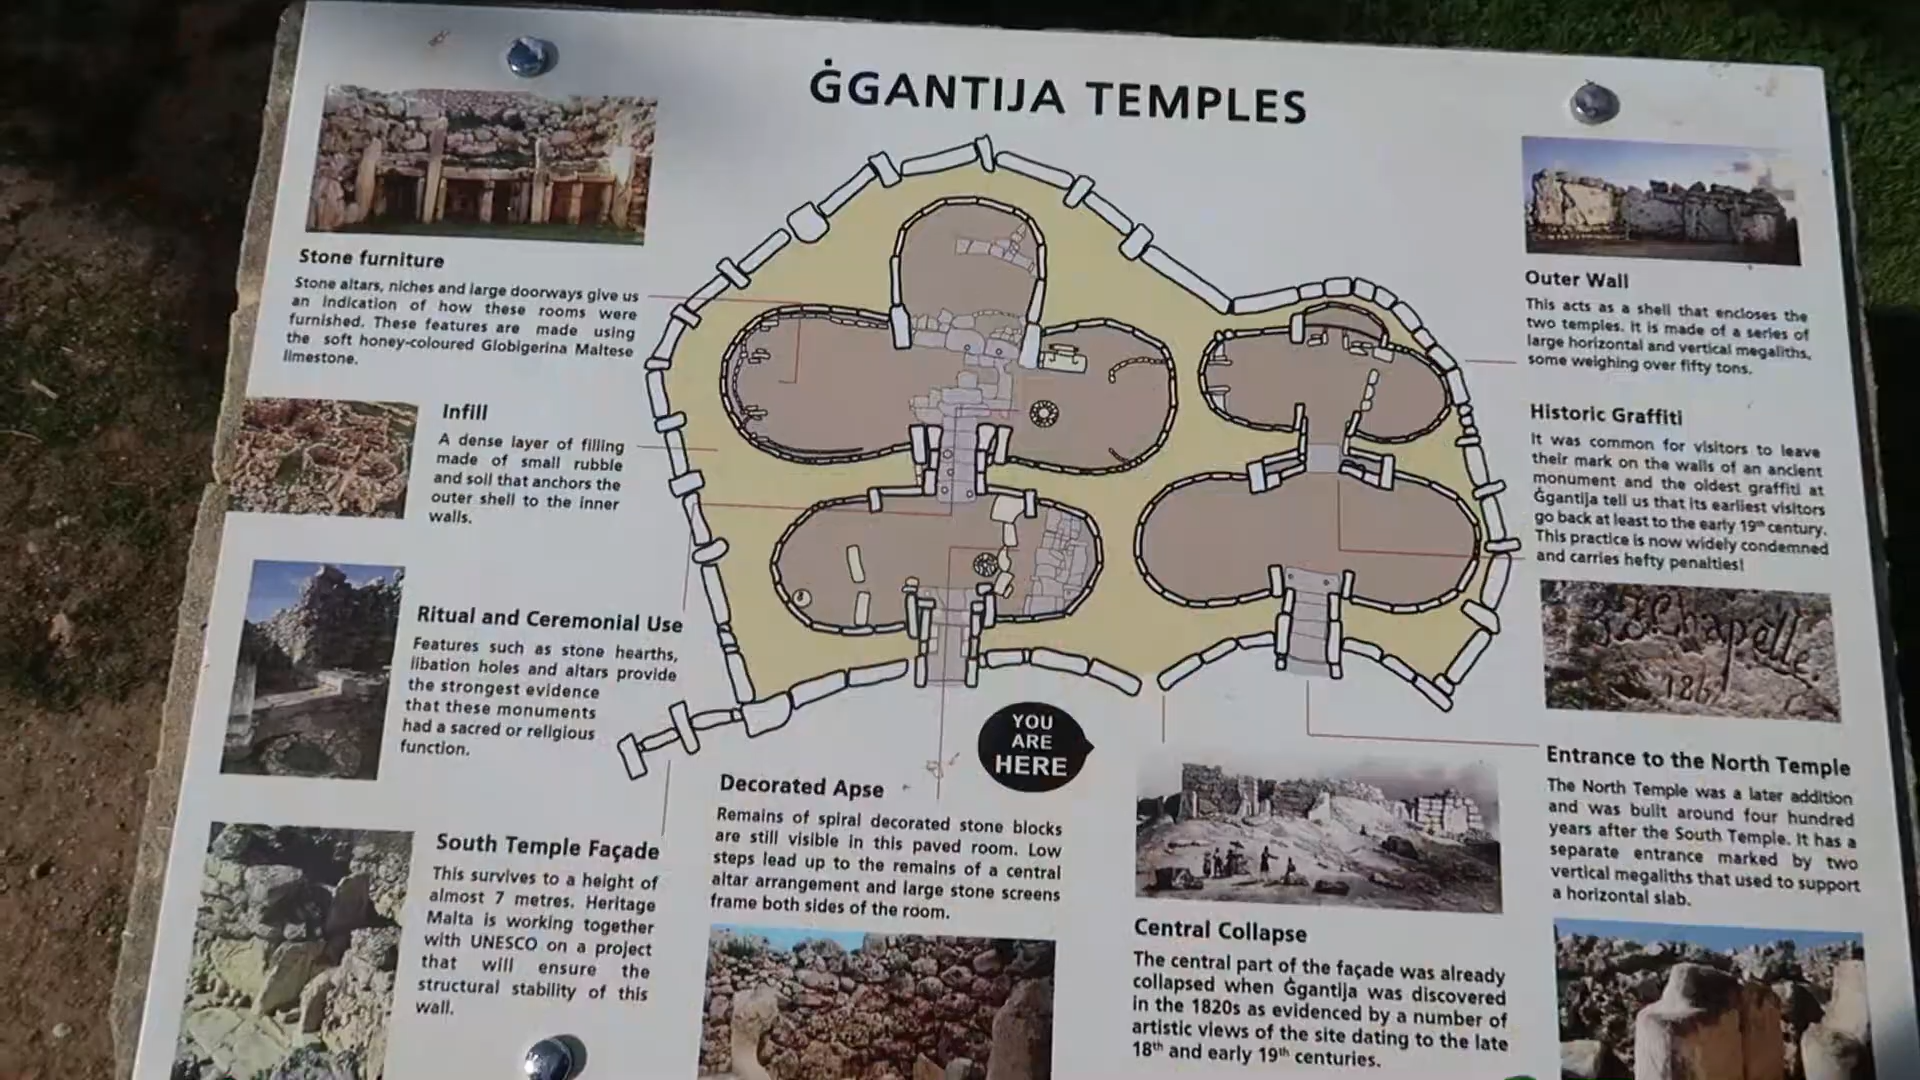 ĠGANTIJA TEMPLES
Stone furniture
Stone altars, niches and large doorways give us
an indication of how these rooms were
furnished. These features are made using
the soft honey-coloured Globigerina Maltese
limestone.
Infill
A dense layer of filling
made of small rubble
and soil that anchors the
outer shell to the inner
walls.
Ritual and Ceremonial Use
Features such as stone hearths,
libation holes and altars provide
the strongest evidence
that these monuments
had a sacred or religious
function.
South Temple Façade
This survives to a height of
almost 7 metres. Heritage
Malta is working together
with UNESCO on a project
that will ensure the
structural stability of this
wall.
Decorated Apse
Remains of spiral decorated stone blocks
are still visible in this paved room. Low
steps lead up to the remains of a central
altar arrangement and large stone screens
frame both sides of the room.
YOU
ARE
HERE
Central Collapse
The central part of the façade was already
collapsed when Ġgantija was discovered
in the 1820s as evidenced by a number of
artistic views of the site dating to the late
18th and early 19th centuries.
Outer Wall
This acts as a shell that encloses the
two temples. It is made of a series of
large horizontal and vertical megaliths,
some weighing over fifty tons.
Historic Graffiti
It was common for visitors to leave
their mark on the walls of an ancient
monument and the oldest graffiti at
Ġgantija tell us that its earliest visitors
go back at least to the early 19th century.
This practice is now widely condemned
and carries hefty penalties!
Chapelle
Entrance to the North Temple
The North Temple was a later addition
and was built around four hundred
years after the South Temple. It has a
separate entrance marked by two
vertical megaliths that used to support
a horizontal slab.